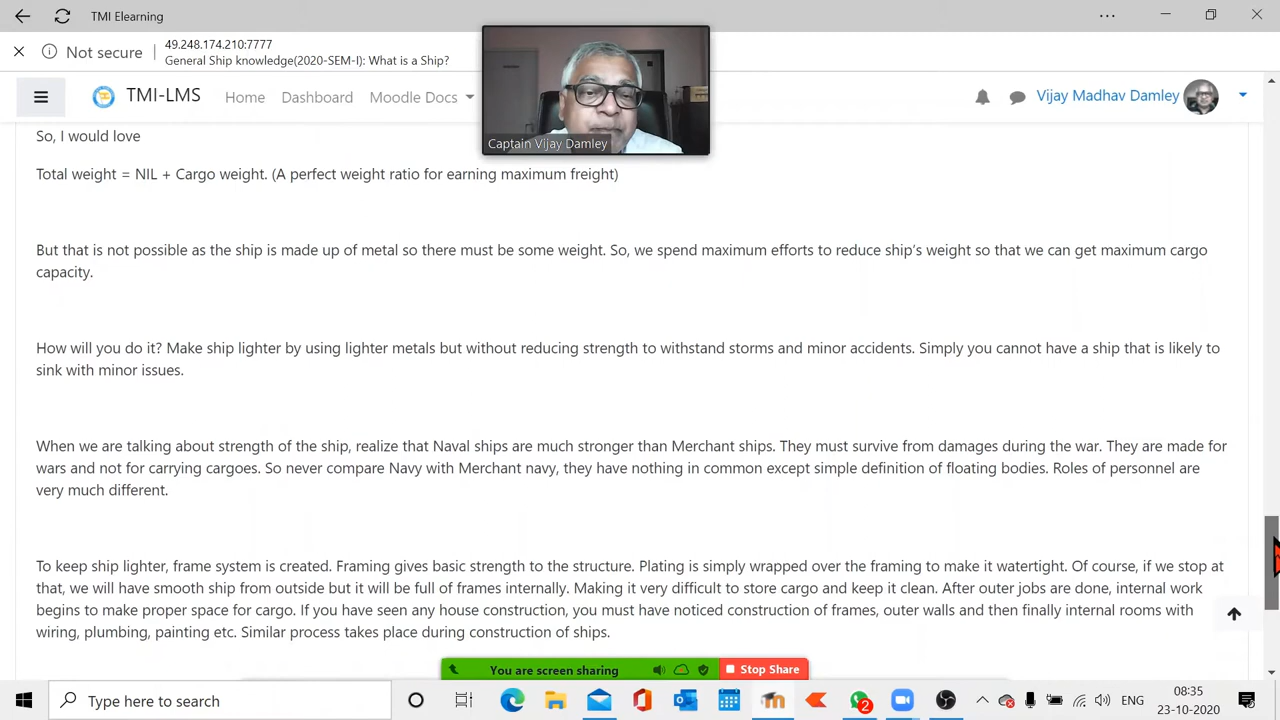 TMI Elearning
Not secure
49.248.174.210:7777
General Ship knowledge(2020-SEM-I): What is a Ship?
TMI-LMS
Home
Dashboard
Moodle Docs
Captain Vijay Damley
Vijay Madhav Damley
So, I would love
Total weight = NIL + Cargo weight. (A perfect weight ratio for earning maximum freight)
But that is not possible as the ship is made up of metal so there must be some weight. So, we spend maximum efforts to reduce ship's weight so that we can get maximum cargo
capacity.
How will you do it? Make ship lighter by using lighter metals but without reducing strength to withstand storms and minor accidents. Simply you cannot have a ship that is likely to
sink with minor issues.
When we are talking about strength of the ship, realize that Naval ships are much stronger than Merchant ships. They must survive from damages during the war. They are made for
wars and not for carrying cargoes. So never compare Navy with Merchant navy, they have nothing in common except simple definition of floating bodies. Roles of personnel are
very much different.
To keep ship lighter, frame system is created. Framing gives basic strength to the structure. Plating is simply wrapped over the framing to make it watertight. Of course, if we stop at
that, we will have smooth ship from outside but it will be full of frames internally. Making it very difficult to store cargo and keep it clean. After outer jobs are done, internal work
begins to make proper space for cargo. If you have seen any house construction, you must have noticed construction of frames, outer walls and then finally internal rooms with
wiring, plumbing, painting etc. Similar process takes place during construction of ships.
You are screen sharing
Stop Share
Type here to search
2
ENG
08:35
23-10-2020